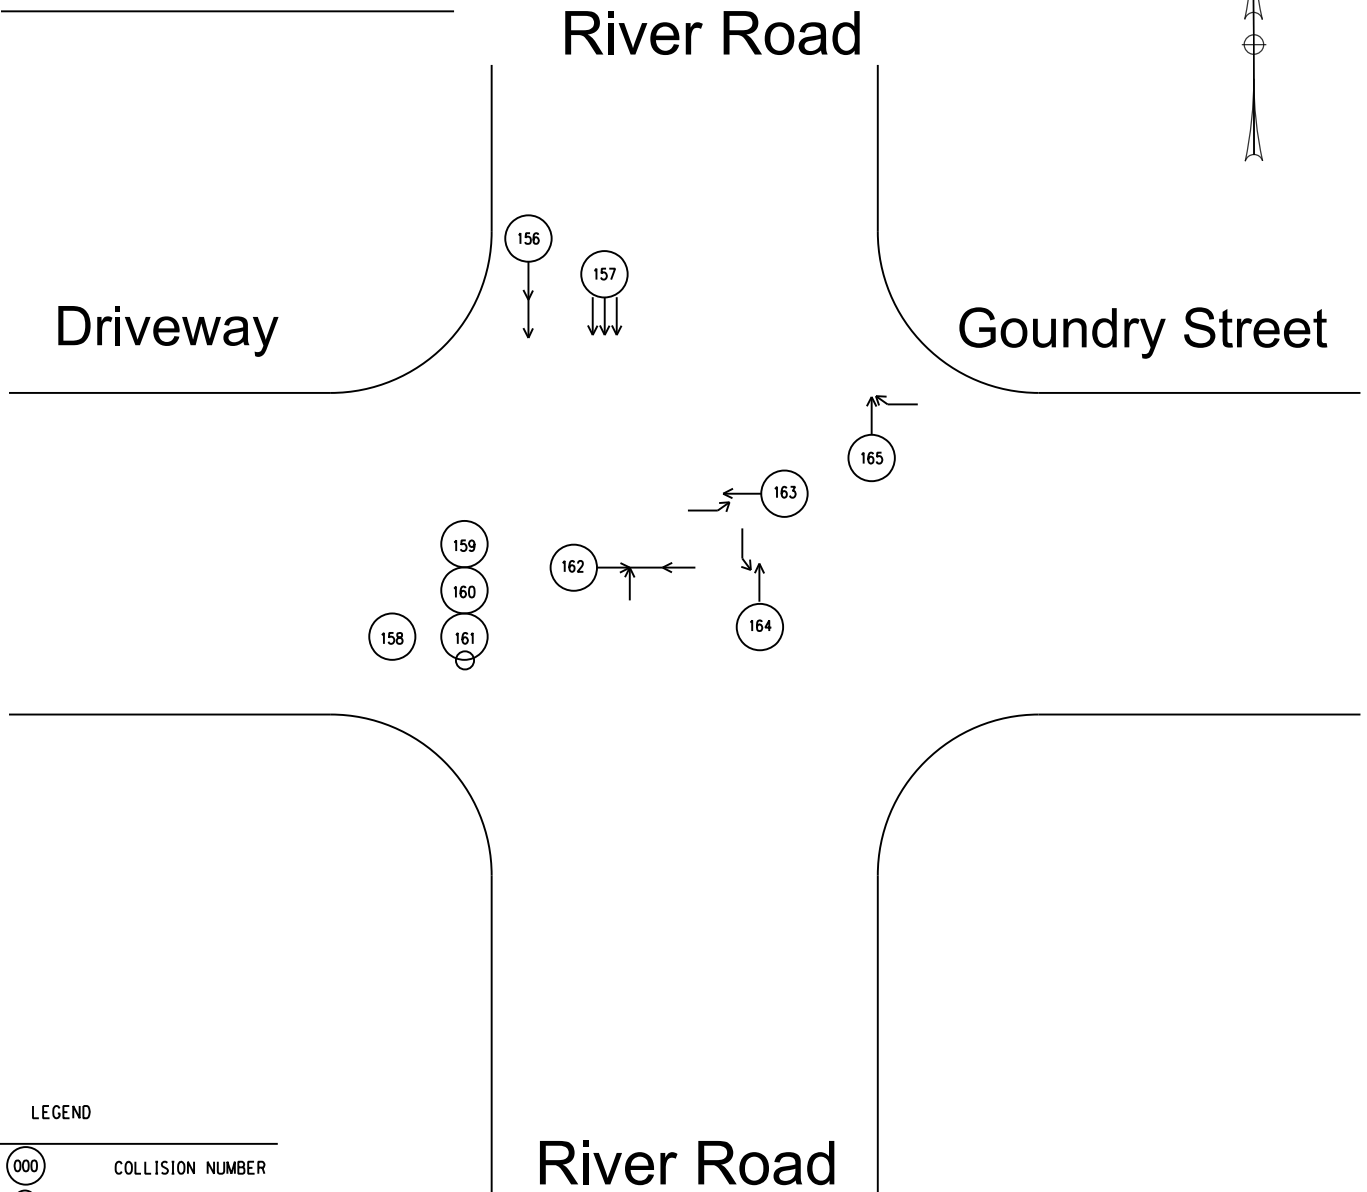 River Road
156
157
Driveway
Goundry Street
165
163
159
162
160
164
158
161
LEGEND
000 COLLISION NUMBER
River Road